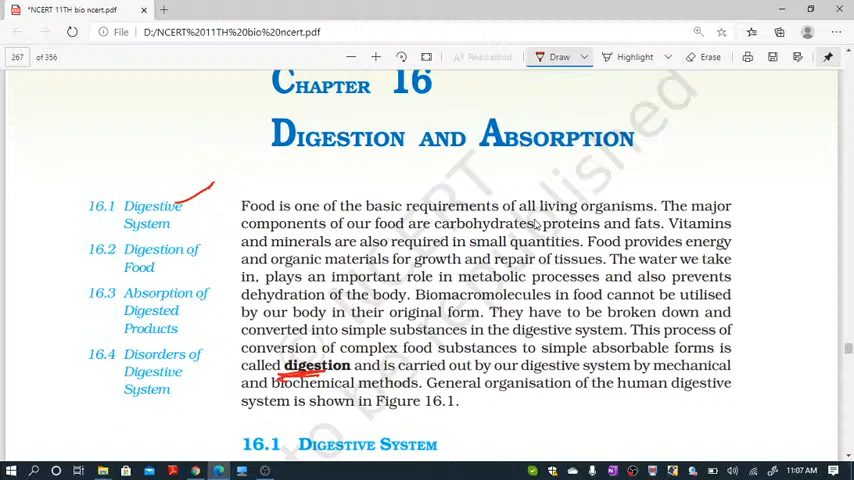 *NCERT 11TH bio ncert.pdf
File D:/NCERT%2011TH%20bio%20ncert.pdf
267 of 356 Read aloud Draw Highlight Erase
CHAPTER 16
DIGESTION AND ABSORPTION
16.1 Digestive
System
16.2 Digestion of
Food
16.3 Absorption of
Digested
Products
16.4 Disorders of
Digestive
System
Food is one of the basic requirements of all living organisms. The major
components of our food are carbohydrates, proteins and fats. Vitamins
and minerals are also required in small quantities. Food provides energy
and organic materials for growth and repair of tissues. The water we take
in, plays an important role in metabolic processes and also prevents
dehydration of the body. Biomacromolecules in food cannot be utilised
by our body in their original form. They have to be broken down and
converted into simple substances in the digestive system. This process of
conversion of complex food substances to simple absorbable forms is
called digestion and is carried out by our digestive system by mechanical
and biochemical methods. General organisation of the human digestive
system is shown in Figure 16.1.
16.1 DIGESTIVE SYSTEM
© NCERT
to be republished
11:07 AM